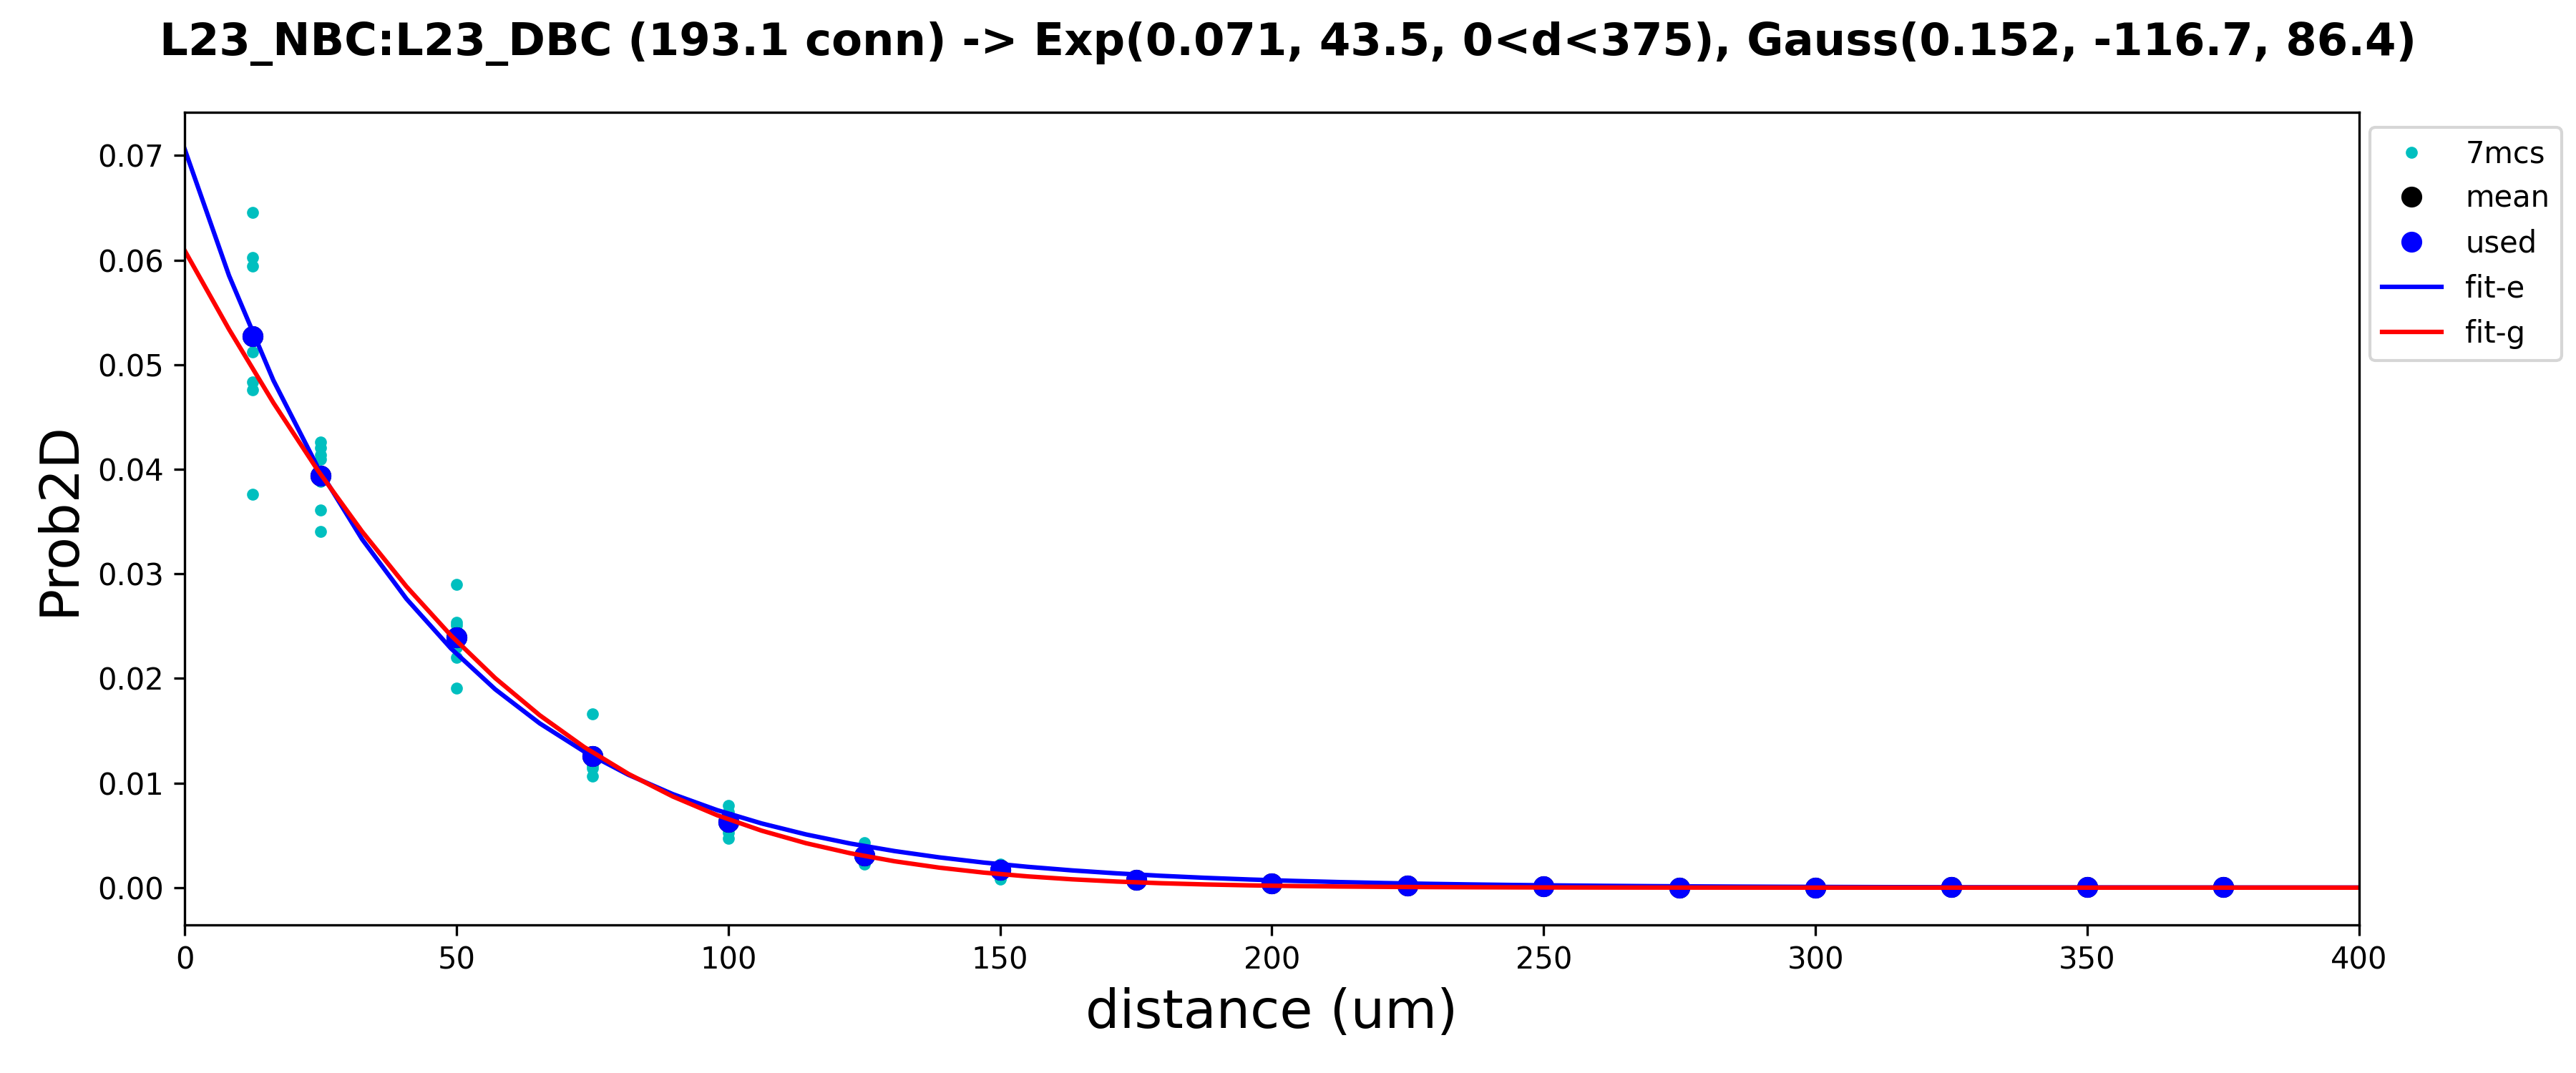 L23_NBC:L23_DBC (193.1 conn) -> Exp(0.071, 43.5, 0<d<375), Gauss(0.152, -116.7, 86.4)
0.07
0.06
0.05
0.04
0.03
0.02
0.01
0.00
Prob2D
0 50 100 150 200 250 300 350 400
distance (um)
7mcs
mean
used
fit-e
fit-g